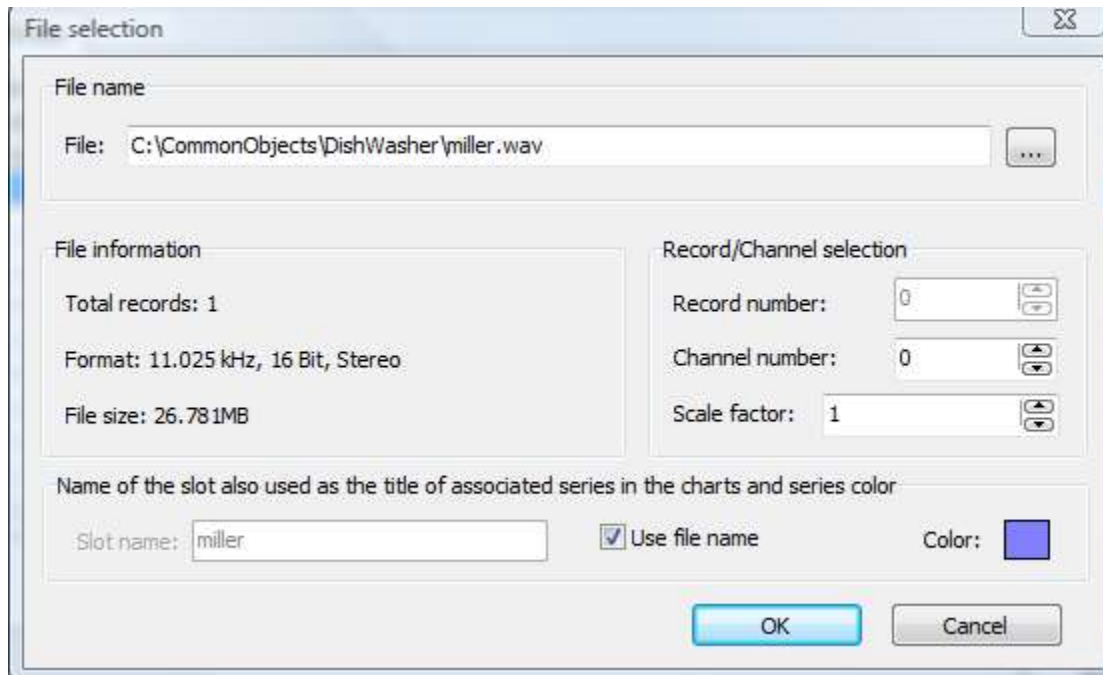 File selection
File name
File: C:\CommonObjects\DishWasher\miller.wav ...
File information
Total records: 1
Format: 11.025 kHz, 16 Bit, Stereo
File size: 26.781MB
Record/Channel selection
Record number: 0
Channel number: 0
Scale factor: 1
Name of the slot also used as the title of associated series in the charts and series color
Slot name: miller Use file name Color:
OK Cancel